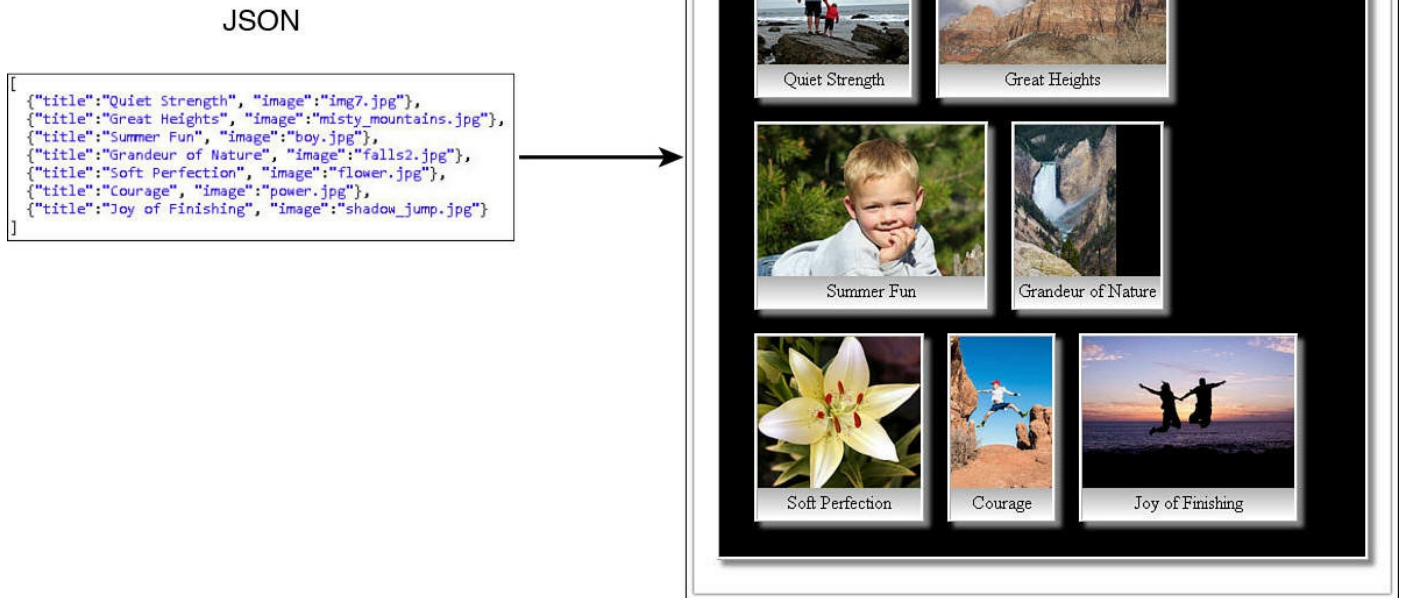 JSON
[
{"title":"Quiet Strength", "image":"img7.jpg"},
{"title":"Great Heights", "image":"misty_mountains.jpg"},
{"title":"Summer Fun", "image":"boy.jpg"},
{"title":"Grandeur of Nature", "image":"falls2.jpg"},
{"title":"Soft Perfection", "image":"flower.jpg"},
{"title":"Courage", "image":"power.jpg"},
{"title":"Joy of Finishing", "image":"shadow_jump.jpg"}
]
Quiet Strength
Great Heights
Summer Fun
Grandeur of Nature
Soft Perfection
Courage
Joy of Finishing